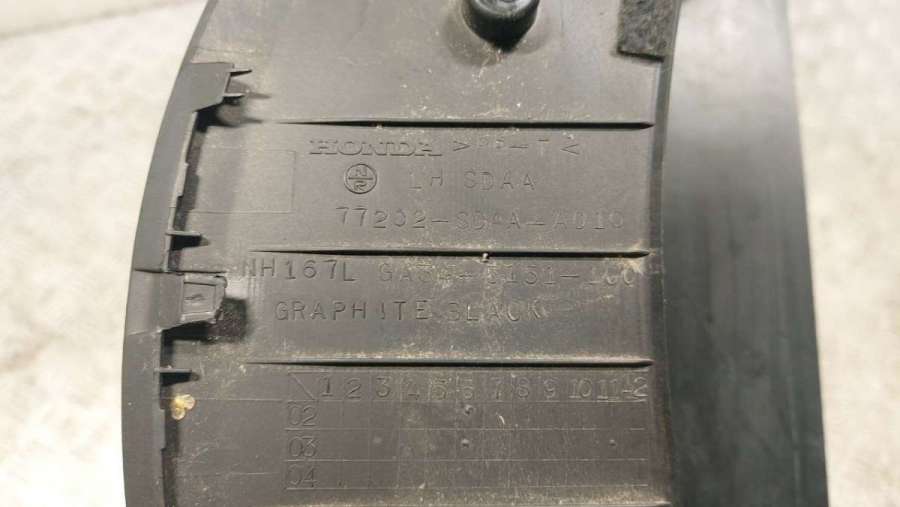 HONDA
N
R
LH SDAA
77202-SDAA-A010
NH167L
GRAPHITE BLACK
1 2 3 4 5 6 7 8 9 10 11 12
02
03
04